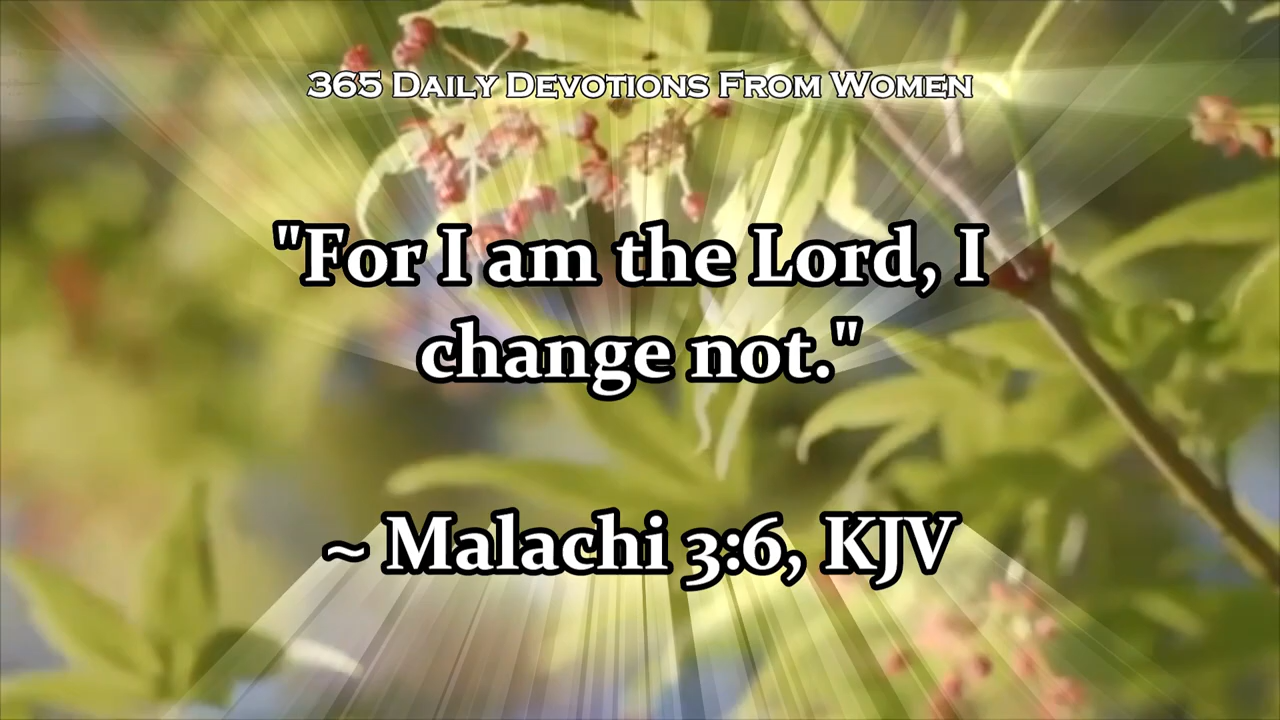 365 Daily Devotions From Women
"For I am the Lord, I
change not."
~ Malachi 3:6, KJV